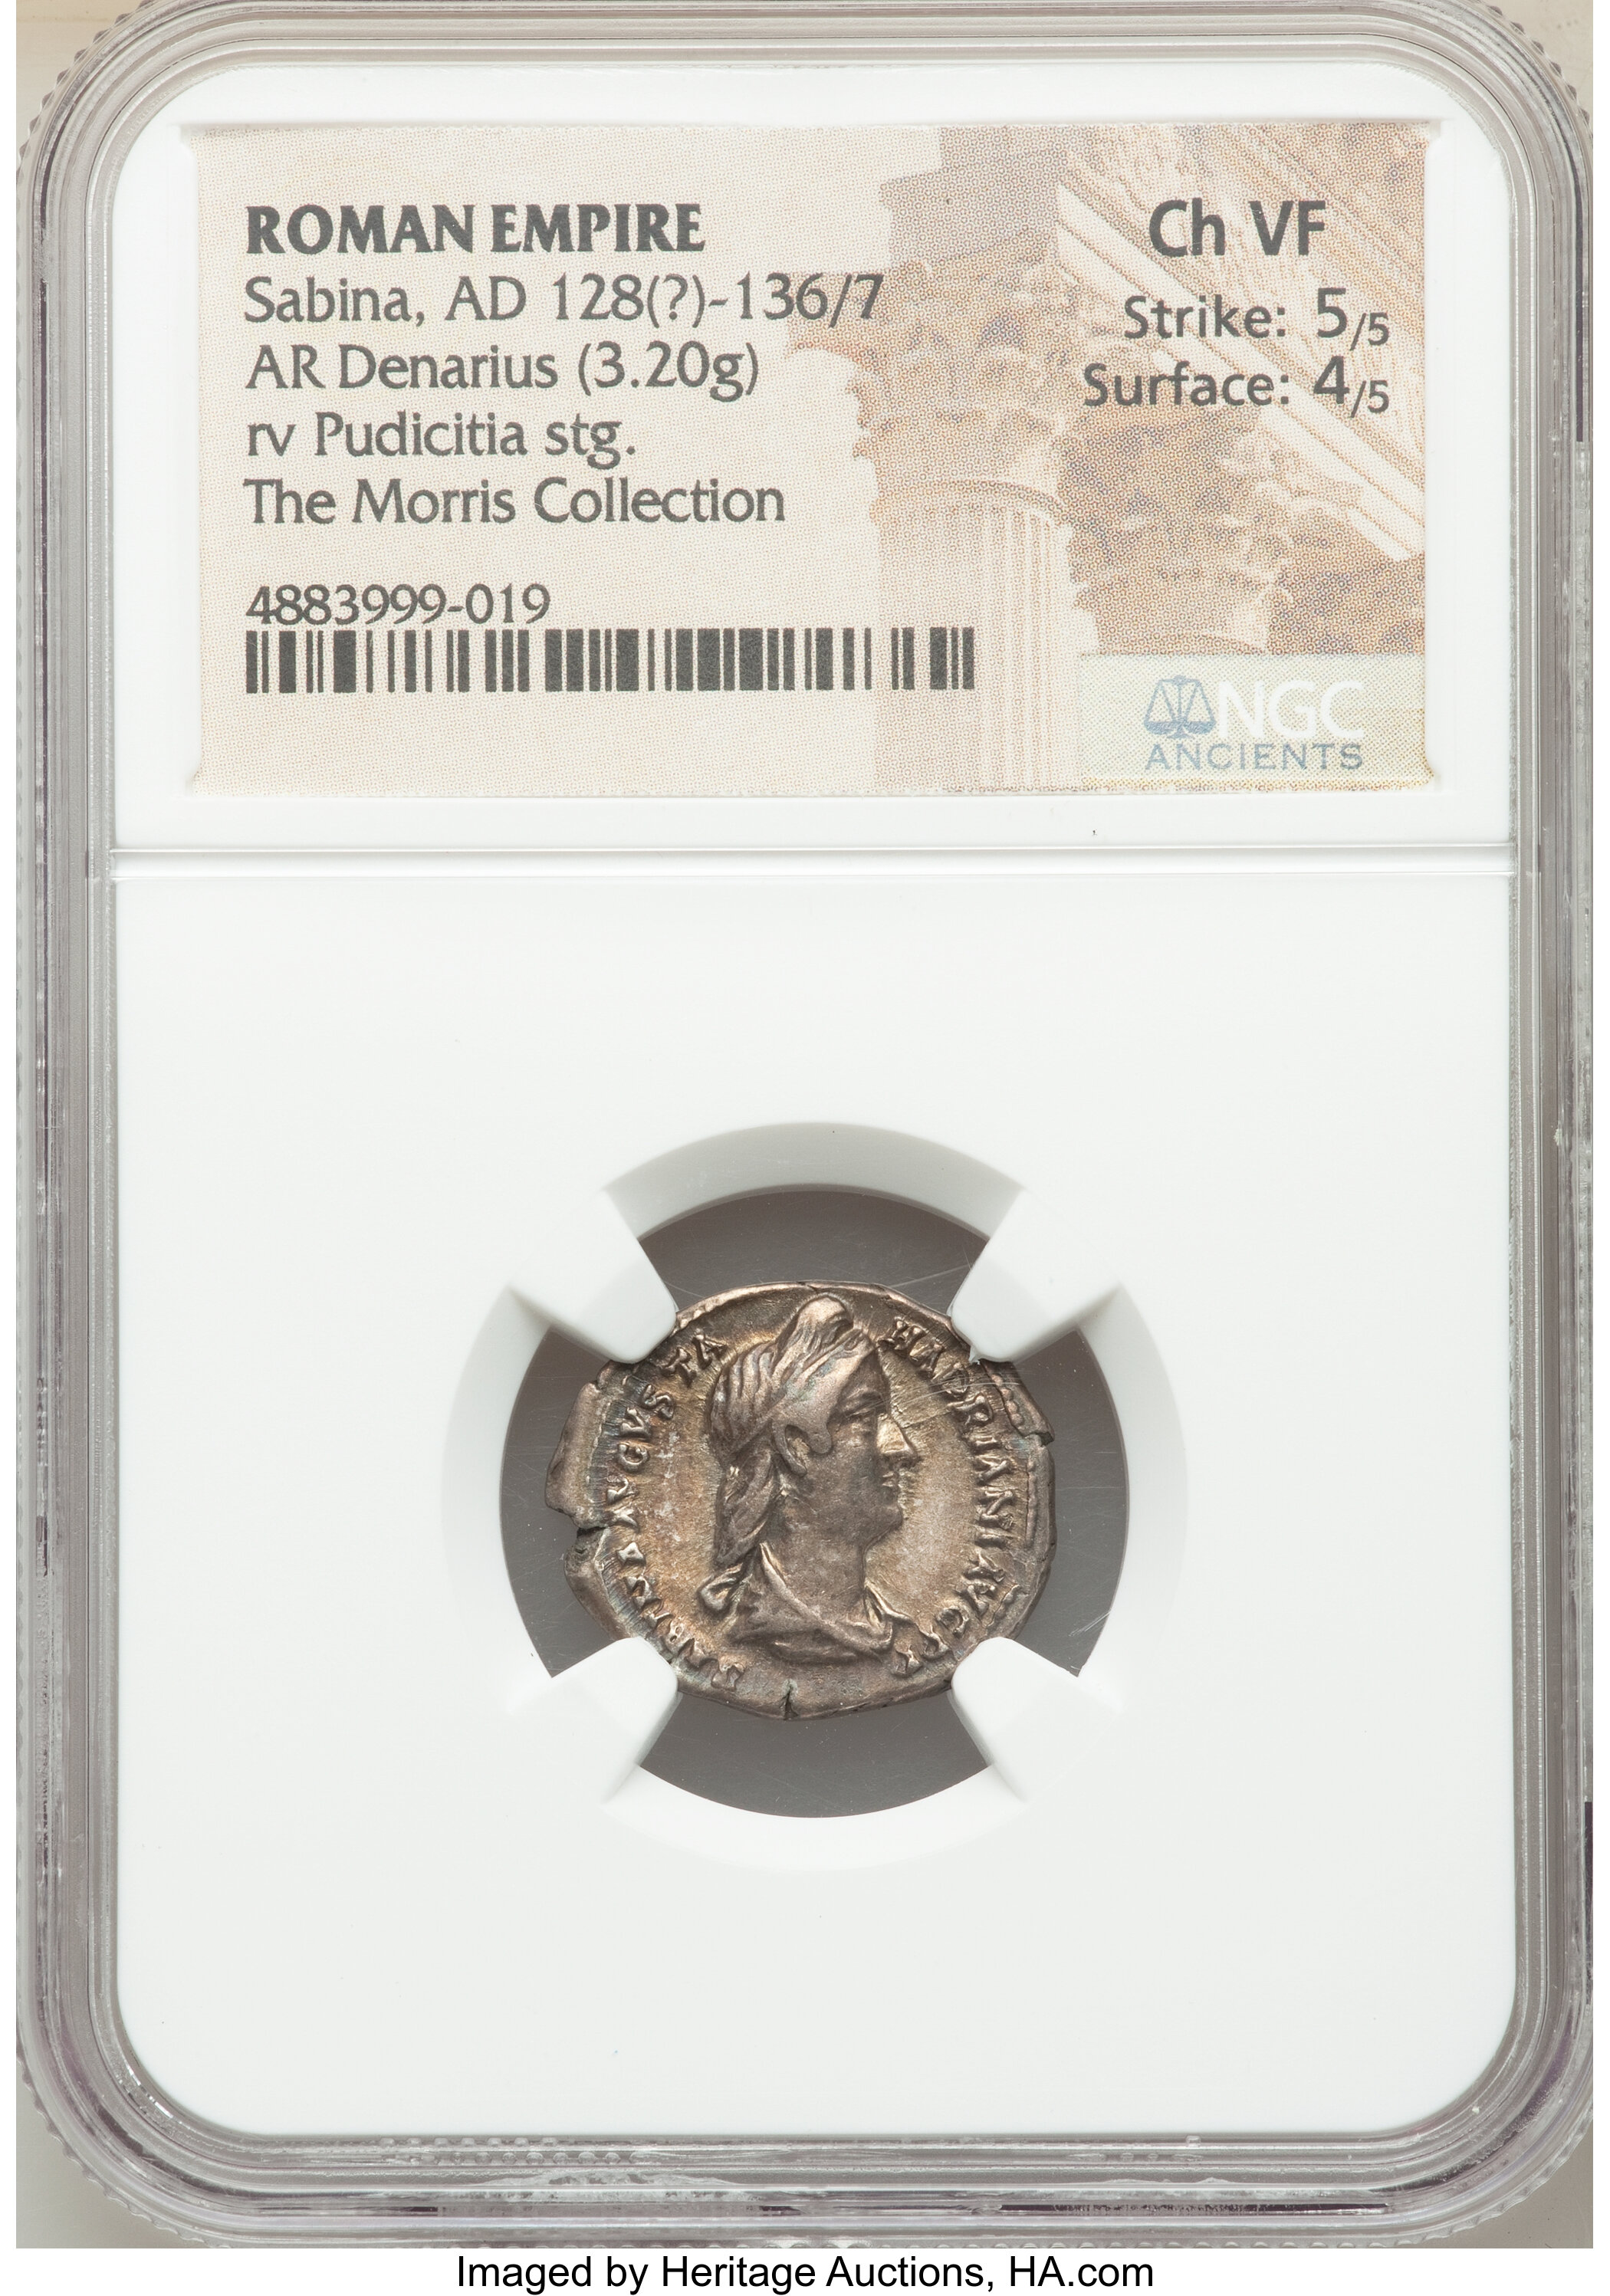 ROMAN EMPIRE
Sabina, AD 128(?)-136/7
AR Denarius (3.20g)
rv Pudicitia stg.
The Morris Collection
4883999-019
Ch VF
Strike: 5/5
Surface: 4/5
NGC
ANCIENTS
SABINA AVGVSTA HADRIANI AVG P P
Imaged by Heritage Auctions, HA.com